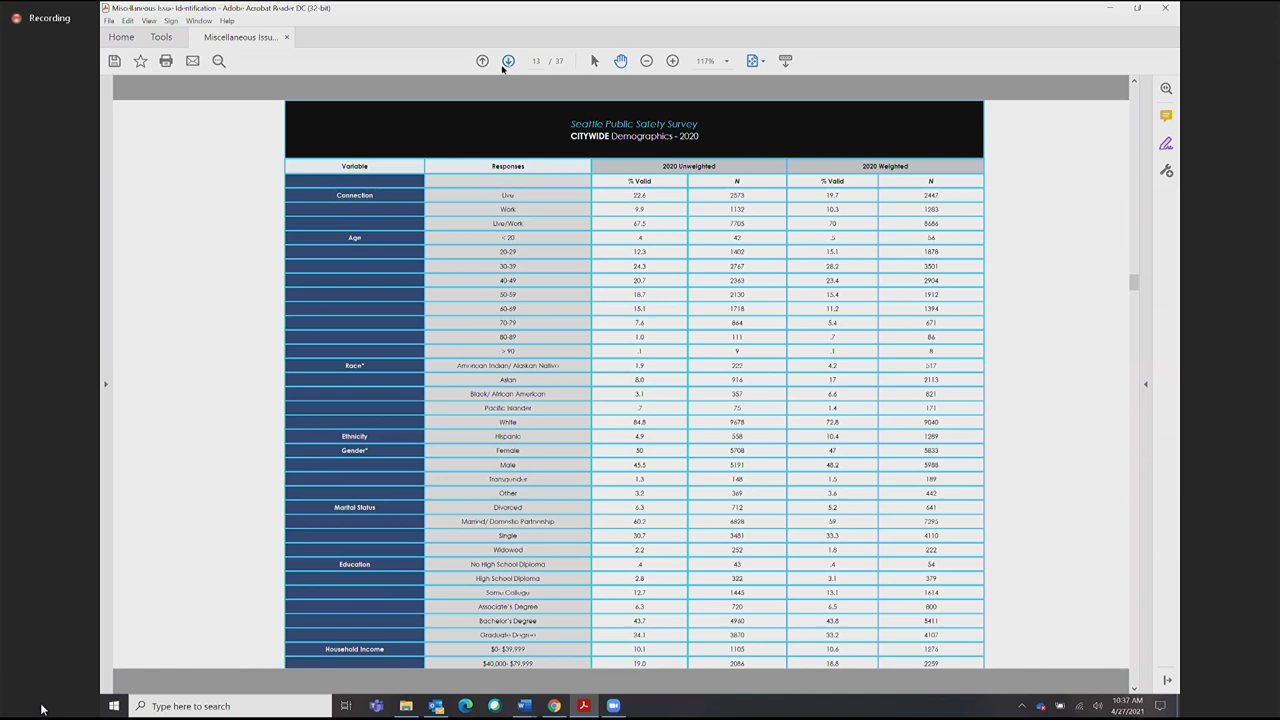 Recording
Miscellaneous Issue Identification - Adobe Acrobat Reader DC (32-bit)
File Edit View Sign Window Help
Home Tools Miscellaneous Issu... ×
13 / 37 117%
Seattle Public Safety Survey
CITYWIDE Demographics - 2020
Variable Responses 2020 Unweighted 2020 Weighted
% Valid N % Valid N
Connection Live 22.6 2573 19.7 2447
Work 9.9 1132 10.3 1283
Live/Work 67.5 7705 70 8686
Age < 20 .4 42 .5 56
20-29 12.3 1402 15.1 1878
30-39 24.3 2767 28.2 3501
40-49 20.7 2363 23.4 2904
50-59 18.7 2130 15.4 1912
60-69 15.1 1718 11.2 1394
70-79 7.6 864 5.4 671
80-89 1.0 111 .7 86
> 90 .1 9 .1 8
Race* American Indian/ Alaskan Native 1.9 222 4.2 517
Asian 8.0 916 17 2113
Black/ African American 3.1 357 6.6 821
Pacific Islander .7 75 1.4 171
White 84.8 9678 72.8 9040
Ethnicity Hispanic 4.9 558 10.4 1289
Gender* Female 50 5708 47 5833
Male 45.5 5191 48.2 5988
Transgender 1.3 148 1.5 189
Other 3.2 369 3.6 442
Marital Status Divorced 6.3 712 5.2 641
Married/ Domestic Partnership 60.2 6828 59 7295
Single 30.7 3481 33.3 4110
Widowed 2.2 252 1.8 222
Education No High School Diploma .4 43 .4 54
High School Diploma 2.8 322 3.1 379
Some College 12.7 1445 13.1 1614
Associate's Degree 6.3 720 6.5 800
Bachelor's Degree 43.7 4960 43.8 5411
Graduate Degree 34.1 3870 33.2 4107
Household Income $0- $39,999 10.1 1105 10.6 1276
$40,000- $79,999 19.0 2086 18.8 2259
Type here to search
10:37 AM
4/27/2021